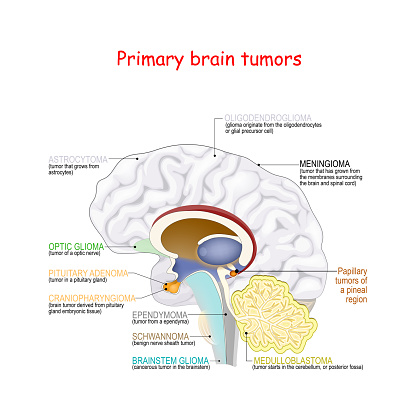 Primary brain tumors
OLIGODENDROGLIOMA
(glioma originate from the oligodendrocytes
or glial precursor cell)
ASTROCYTOMA
(tumor that grows from
astrocytes)
MENINGIOMA
(tumor that has grown from
the membranes surrounding
the brain and spinal cord)
OPTIC GLIOMA
(tumor of a optic nerve)
PITUITARY ADENOMA
(tumor in a pituitary gland)
CRANIOPHARYNGIOMA
(brain tumor derived from pituitary
gland embryonic tissue)
Papillary
tumors of
a pineal
region
EPENDYMOMA
(tumor from a ependyma)
SCHWANNOMA
(benign nerve sheath tumor)
BRAINSTEM GLIOMA
(cancerous tumor in the brainstem)
MEDULLOBLASTOMA
(tumor starts in the cerebellum, or posterior fossa)